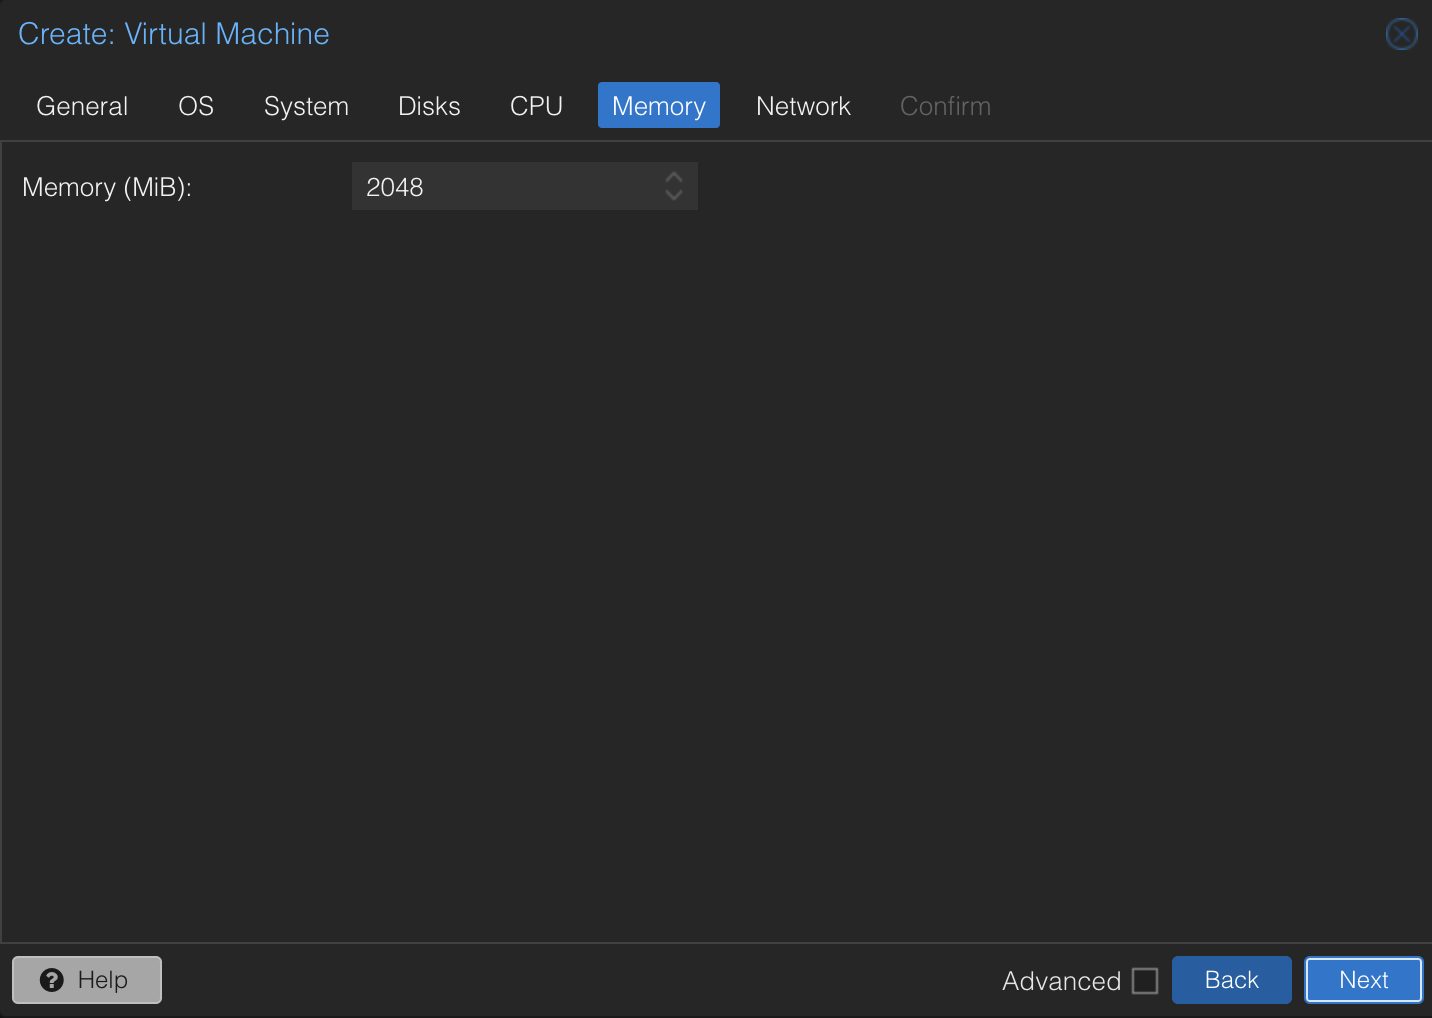 Create: Virtual Machine
General OS System Disks CPU Memory Network Confirm
Memory (MiB): 2048
Help Advanced Back Next